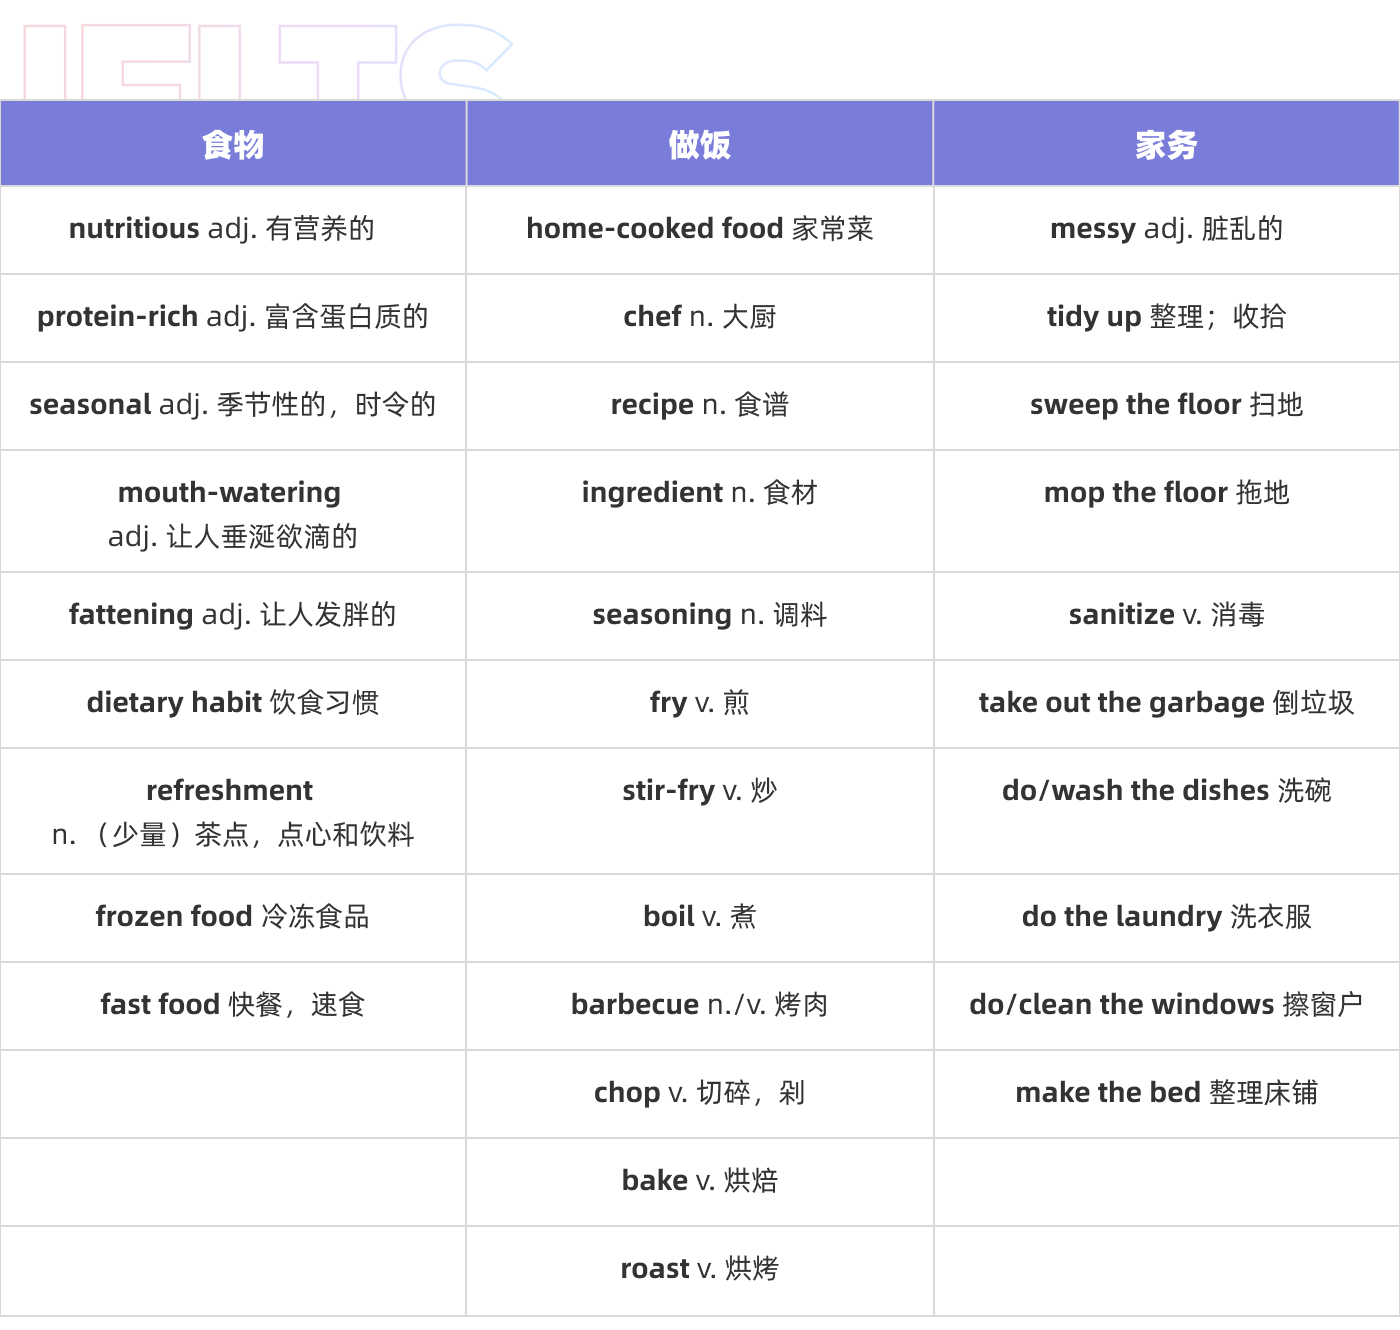 IELTS
食物 做饭 家务
nutritious adj. 有营养的 home-cooked food 家常菜 messy adj. 脏乱的
protein-rich adj. 富含蛋白质的 chef n. 大厨 tidy up 整理；收拾
seasonal adj. 季节性的，时令的 recipe n. 食谱 sweep the floor 扫地
mouth-watering ingredient n. 食材 mop the floor 拖地
adj. 让人垂涎欲滴的
fattening adj. 让人发胖的 seasoning n. 调料 sanitize v. 消毒
dietary habit 饮食习惯 fry v. 煎 take out the garbage 倒垃圾
refreshment stir-fry v. 炒 do/wash the dishes 洗碗
n. （少量）茶点，点心和饮料
frozen food 冷冻食品 boil v. 煮 do the laundry 洗衣服
fast food 快餐，速食 barbecue n./v. 烤肉 do/clean the windows 擦窗户
chop v. 切碎，剁 make the bed 整理床铺
bake v. 烘焙
roast v. 烘烤